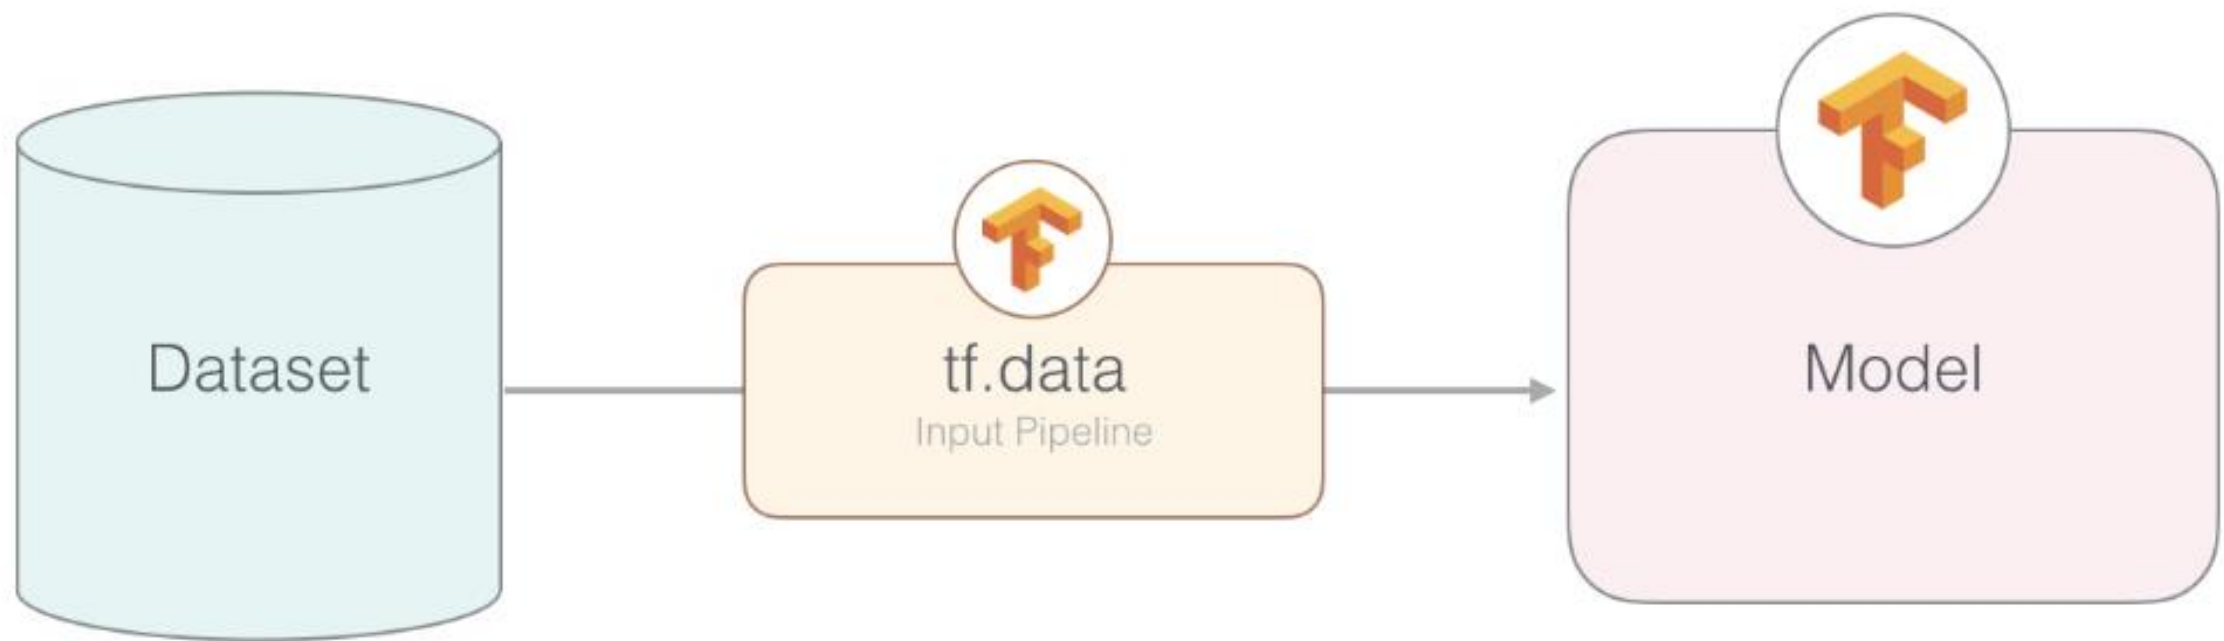 Dataset
tf.data
Input Pipeline
Model